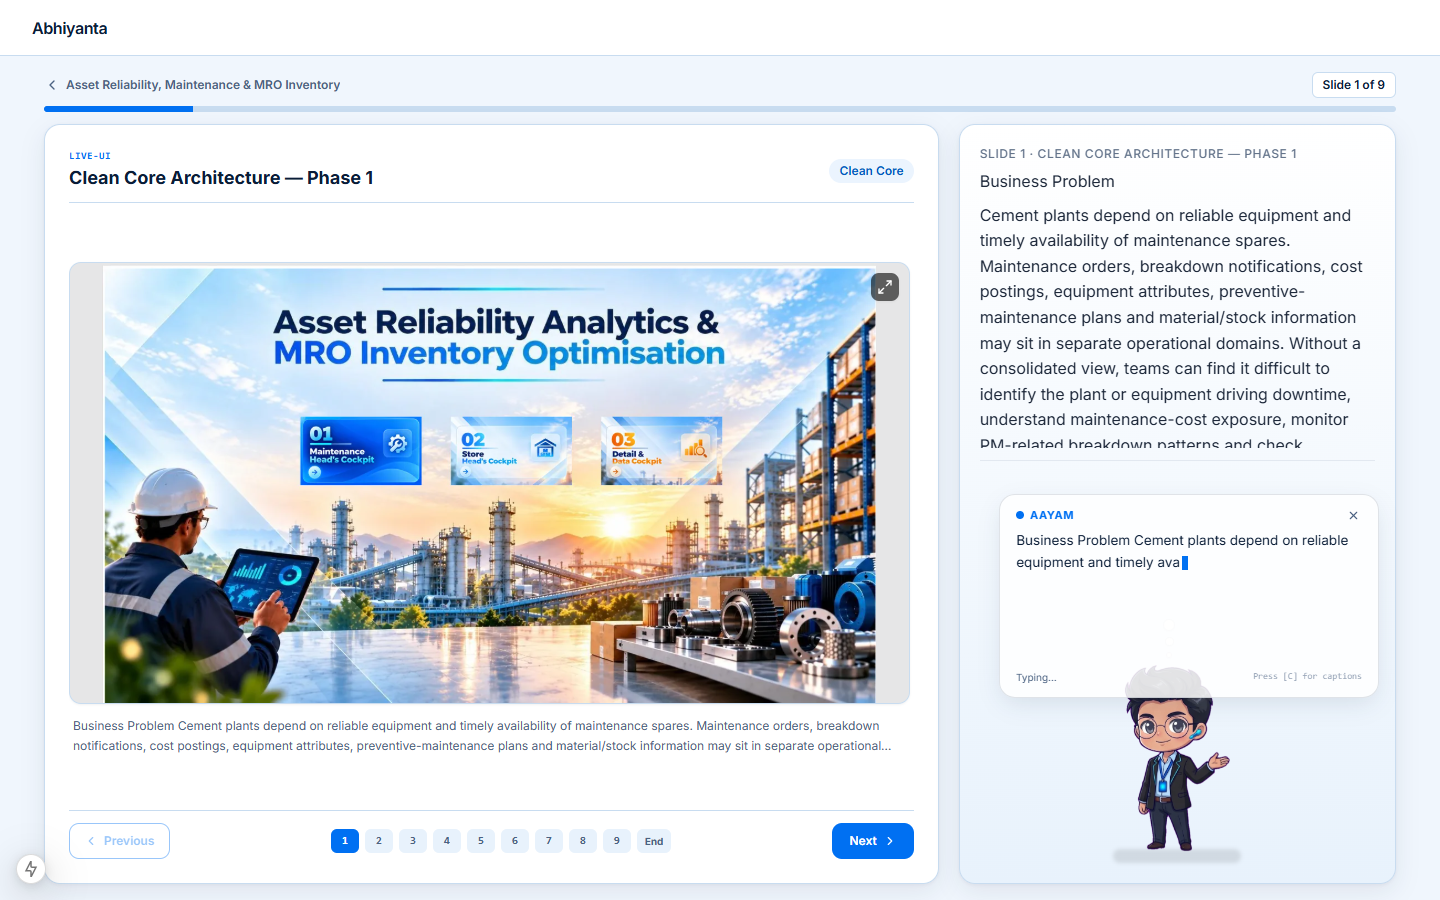 Abhiyanta
Asset Reliability, Maintenance & MRO Inventory
Slide 1 of 9
LIVE-UI
Clean Core Architecture — Phase 1
Clean Core
Asset Reliability Analytics &
MRO Inventory Optimisation
01
Maintenance
Head's Cockpit
02
Store
Head's Cockpit
03
Detail &
Data Cockpit
Business Problem Cement plants depend on reliable equipment and timely availability of maintenance spares. Maintenance orders, breakdown
notifications, cost postings, equipment attributes, preventive-maintenance plans and material/stock information may sit in separate operational...
Previous
1 2 3 4 5 6 7 8 9 End
Next
SLIDE 1 · CLEAN CORE ARCHITECTURE — PHASE 1
Business Problem
Cement plants depend on reliable equipment and
timely availability of maintenance spares.
Maintenance orders, breakdown notifications, cost
postings, equipment attributes, preventive-
maintenance plans and material/stock information
may sit in separate operational domains. Without a
consolidated view, teams can find it difficult to
identify the plant or equipment driving downtime,
understand maintenance-cost exposure, monitor
PM-related breakdown patterns and check
AAYAM
Business Problem Cement plants depend on reliable
equipment and timely ava
Typing...
Press [C] for captions